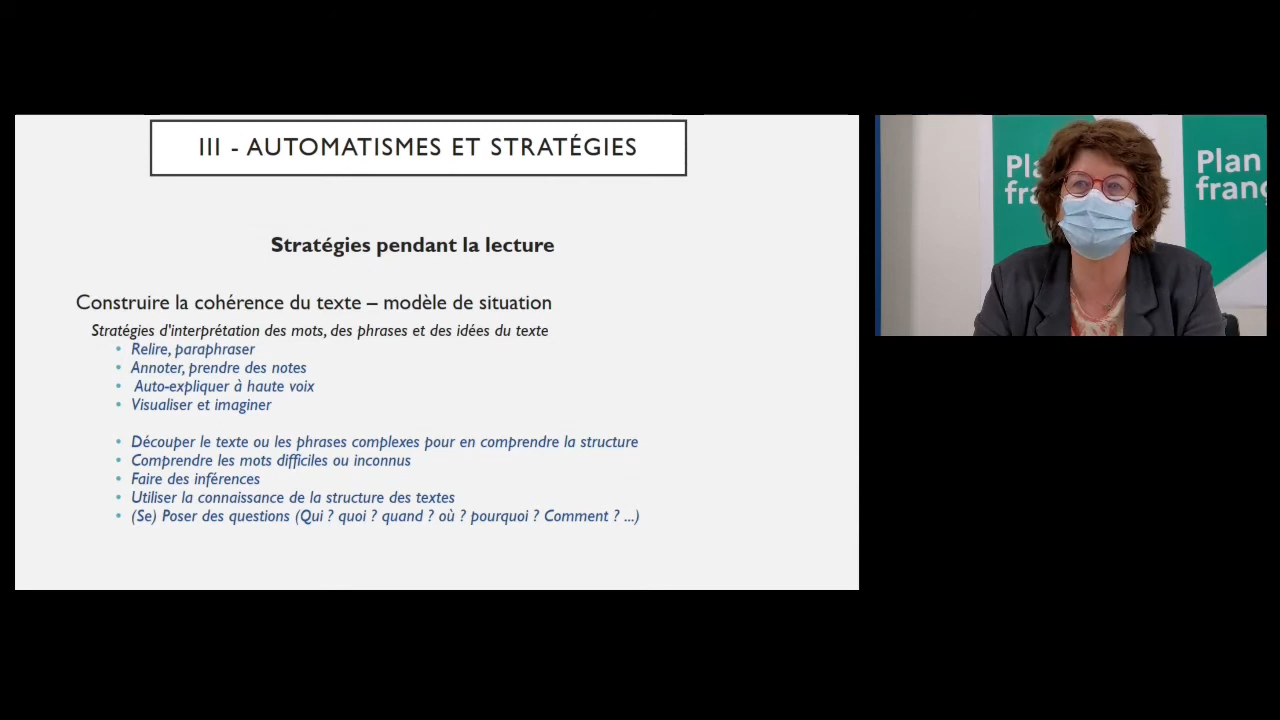 III - AUTOMATISMES ET STRATÉGIES
Stratégies pendant la lecture
Construire la cohérence du texte – modèle de situation
Stratégies d'interprétation des mots, des phrases et des idées du texte
• Relire, paraphraser
• Annoter, prendre des notes
• Auto-expliquer à haute voix
• Visualiser et imaginer
• Découper le texte ou les phrases complexes pour en comprendre la structure
• Comprendre les mots difficiles ou inconnus
• Faire des inférences
• Utiliser la connaissance de la structure des textes
• (Se) Poser des questions (Qui ? quoi ? quand ? où ? pourquoi ? Comment ? ...)
Plan
Plan